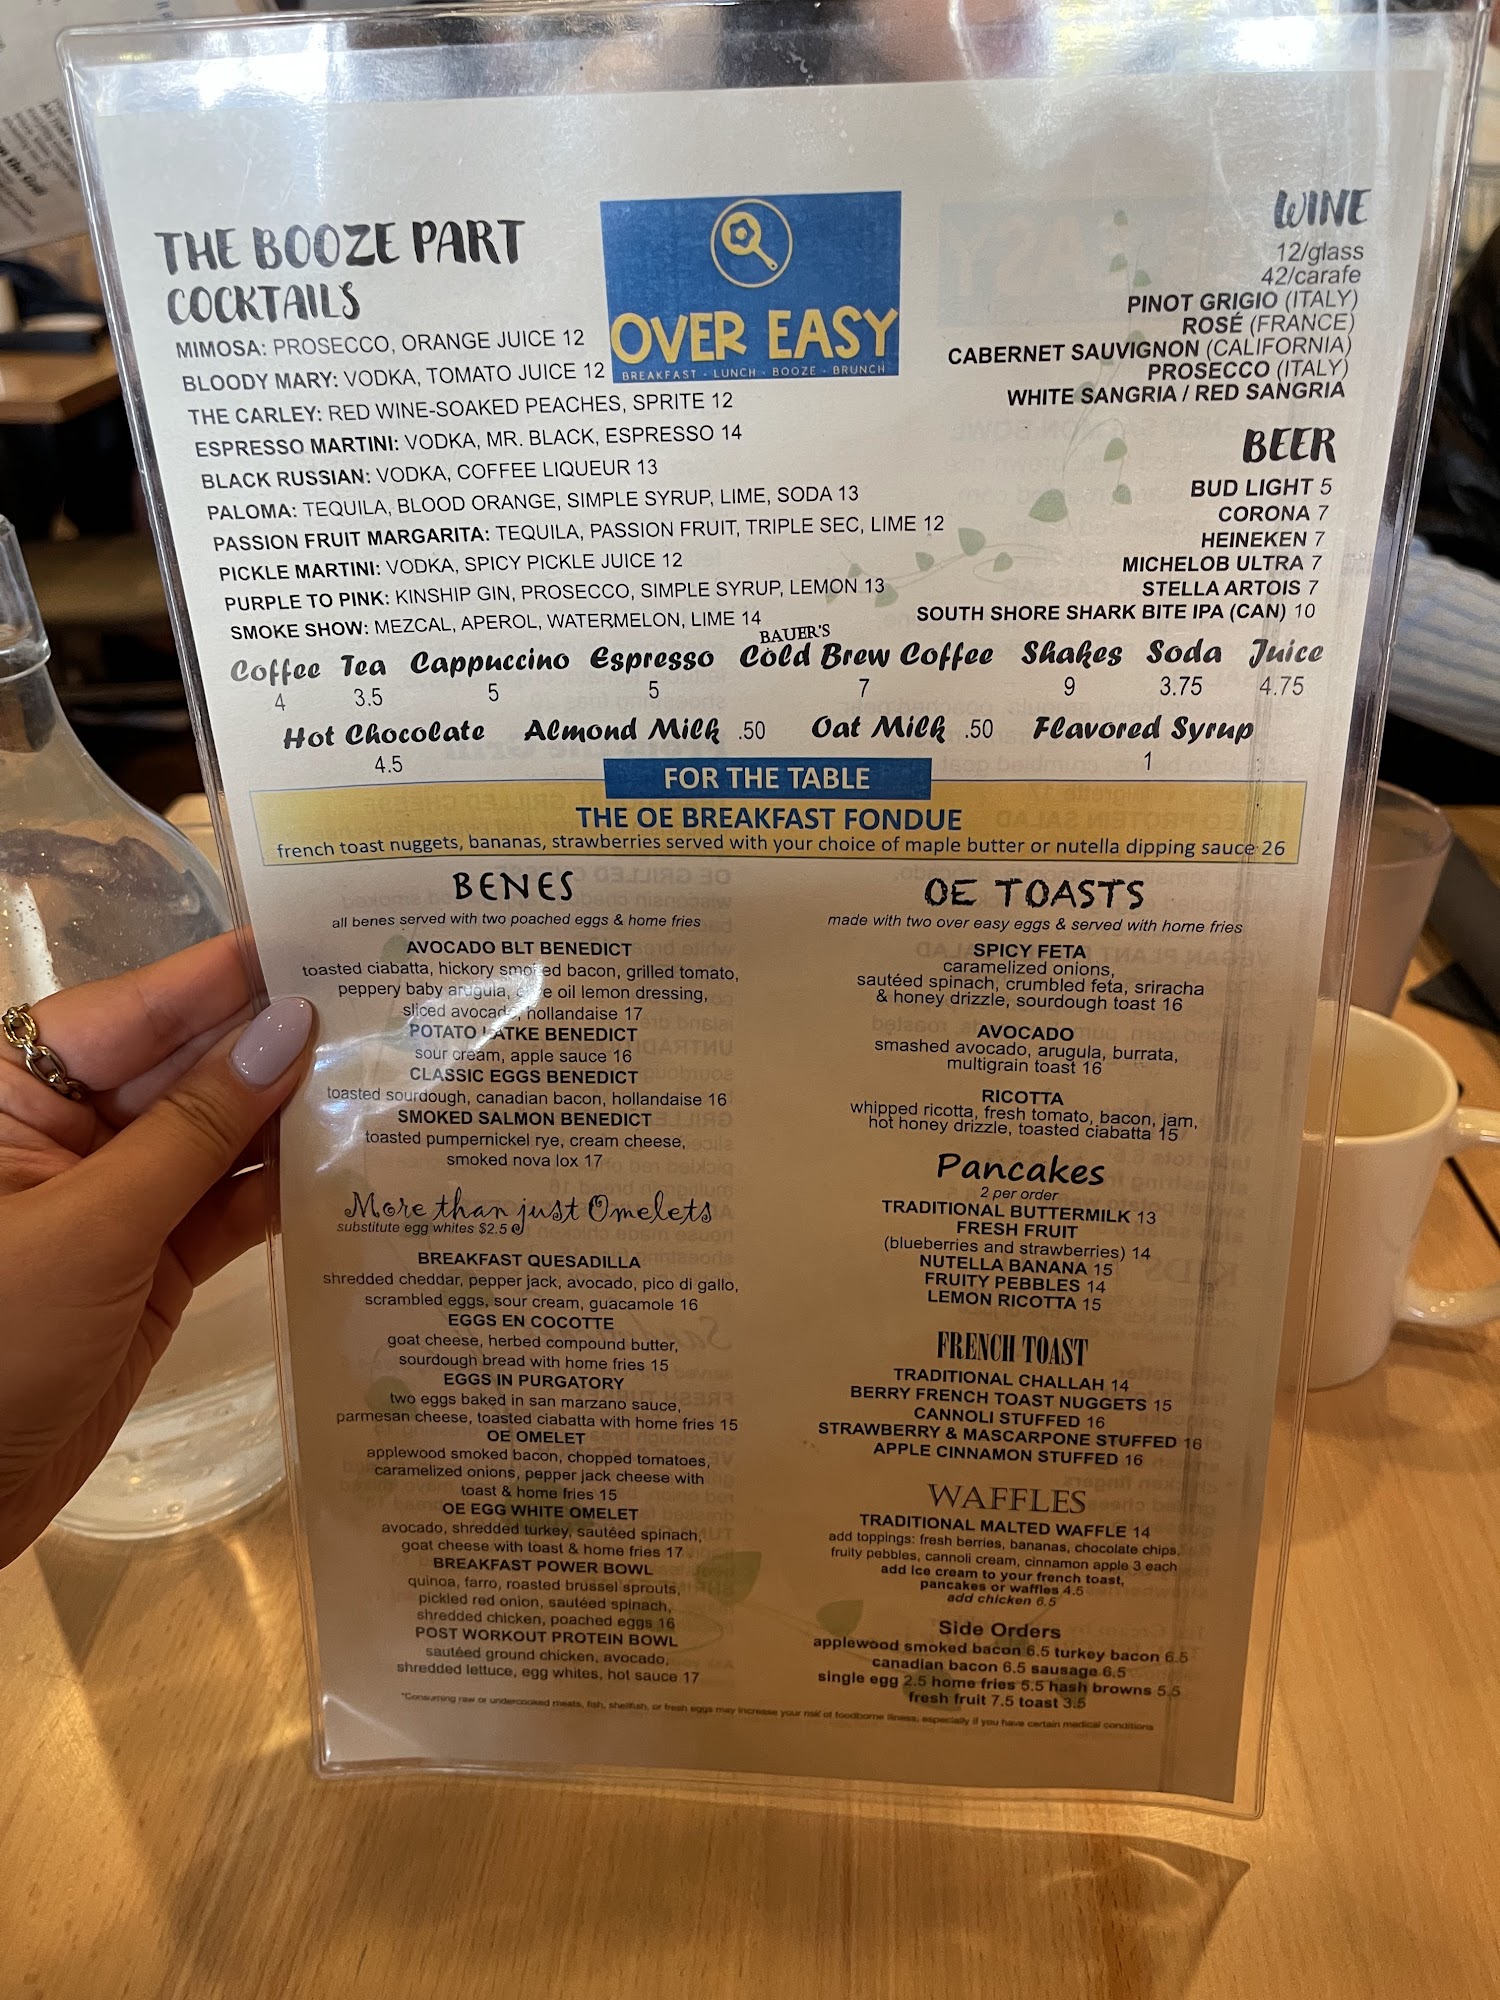 THE BOOZE PART
COCKTAILS
MIMOSA: PROSECCO, ORANGE JUICE 12
BLOODY MARY: VODKA, TOMATO JUICE 12
THE CARLEY: RED WINE-SOAKED PEACHES, SPRITE 12
ESPRESSO MARTINI: VODKA, MR. BLACK, ESPRESSO 14
BLACK RUSSIAN: VODKA, COFFEE LIQUEUR 13
PALOMA: TEQUILA, BLOOD ORANGE, SIMPLE SYRUP, LIME, SODA 13
PASSION FRUIT MARGARITA: TEQUILA, PASSION FRUIT, TRIPLE SEC, LIME 12
PICKLE MARTINI: VODKA, SPICY PICKLE JUICE 12
PURPLE TO PINK: KINSHIP GIN, PROSECCO, SIMPLE SYRUP, LEMON 13
SMOKE SHOW: MEZCAL, APEROL, WATERMELON, LIME 14
OVER EASY
BREAKFAST - LUNCH - BOOZE - BRUNCH
WINE
12/glass
42/carafe
PINOT GRIGIO (ITALY)
ROSÉ (FRANCE)
CABERNET SAUVIGNON (CALIFORNIA)
PROSECCO (ITALY)
WHITE SANGRIA / RED SANGRIA
BEER
BUD LIGHT 5
CORONA 7
HEINEKEN 7
MICHELOB ULTRA 7
STELLA ARTOIS 7
SOUTH SHORE SHARK BITE IPA (CAN) 10
BAUER'S
Coffee Tea Cappuccino Espresso Cold Brew Coffee Shakes Soda Juice
4 3.5 5 5 7 9 3.75 4.75
Hot Chocolate Almond Milk .50 Oat Milk .50 Flavored Syrup
4.5 1
FOR THE TABLE
THE OE BREAKFAST FONDUE
french toast nuggets, bananas, strawberries served with your choice of maple butter or nutella dipping sauce 26
BENES
all benes served with two poached eggs & home fries
AVOCADO BLT BENEDICT
toasted ciabatta, hickory smoked bacon, grilled tomato,
peppery baby arugula, olive oil lemon dressing,
sliced avocado, hollandaise 17
POTATO LATKE BENEDICT
sour cream, apple sauce 16
CLASSIC EGGS BENEDICT
toasted sourdough, canadian bacon, hollandaise 16
SMOKED SALMON BENEDICT
toasted pumpernickel rye, cream cheese,
smoked nova lox 17
More than just Omelets
substitute egg whites $2.5
BREAKFAST QUESADILLA
shredded cheddar, pepper jack, avocado, pico di gallo,
scrambled eggs, sour cream, guacamole 16
EGGS EN COCOTTE
goat cheese, herbed compound butter,
sourdough bread with home fries 15
EGGS IN PURGATORY
two eggs baked in san marzano sauce,
parmesan cheese, toasted ciabatta with home fries 15
OE OMELET
applewood smoked bacon, chopped tomatoes,
caramelized onions, pepper jack cheese with
toast & home fries 15
OE EGG WHITE OMELET
avocado, shredded turkey, sautéed spinach,
goat cheese with toast & home fries 17
BREAKFAST POWER BOWL
quinoa, farro, roasted brussel sprouts,
pickled red onion, sautéed spinach,
shredded chicken, poached eggs 16
POST WORKOUT PROTEIN BOWL
sautéed ground chicken, avocado,
shredded lettuce, egg whites, hot sauce 17
OE TOASTS
made with two over easy eggs & served with home fries
SPICY FETA
caramelized onions,
sautéed spinach, crumbled feta, sriracha
& honey drizzle, sourdough toast 16
AVOCADO
smashed avocado, arugula, burrata,
multigrain toast 16
RICOTTA
whipped ricotta, fresh tomato, bacon, jam,
hot honey drizzle, toasted ciabatta 15
Pancakes
2 per order
TRADITIONAL BUTTERMILK 13
FRESH FRUIT
(blueberries and strawberries) 14
NUTELLA BANANA 15
FRUITY PEBBLES 14
LEMON RICOTTA 15
FRENCH TOAST
TRADITIONAL CHALLAH 14
BERRY FRENCH TOAST NUGGETS 15
CANNOLI STUFFED 16
STRAWBERRY & MASCARPONE STUFFED 16
APPLE CINNAMON STUFFED 16
WAFFLES
TRADITIONAL MALTED WAFFLE 14
add toppings: fresh berries, bananas, chocolate chips,
fruity pebbles, cannoli cream, cinnamon apple 3 each
add ice cream to your french toast,
pancakes or waffles 4.5
add chicken 6.5
Side Orders
applewood smoked bacon 6.5 turkey bacon 6.5
canadian bacon 6.5 sausage 6.5
single egg 2.5 home fries 5.5 hash browns 5.5
fresh fruit 7.5 toast 3.5
*Consuming raw or undercooked meats, fish, shellfish, or fresh eggs may increase your risk of foodborne illness, especially if you have certain medical conditions